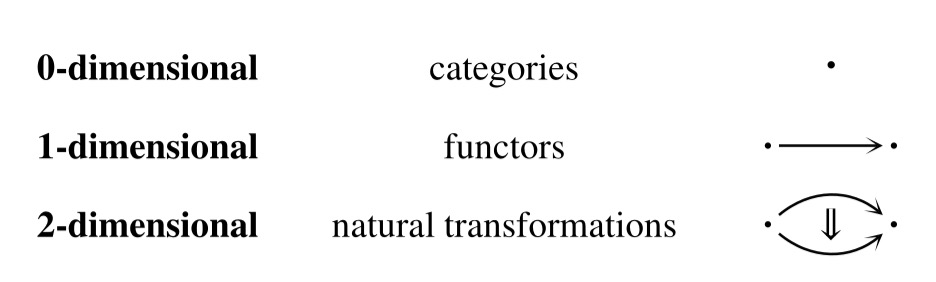 0-dimensional categories
1-dimensional functors
2-dimensional natural transformations